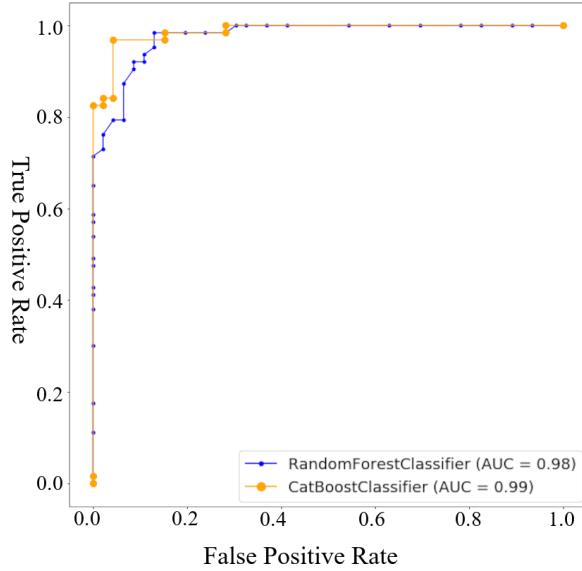 1.0
0.8
0.6
0.4
0.2
0.0
True Positive Rate
RandomForestClassifier (AUC = 0.98)
CatBoostClassifier (AUC = 0.99)
0.0 0.2 0.4 0.6 0.8 1.0
False Positive Rate